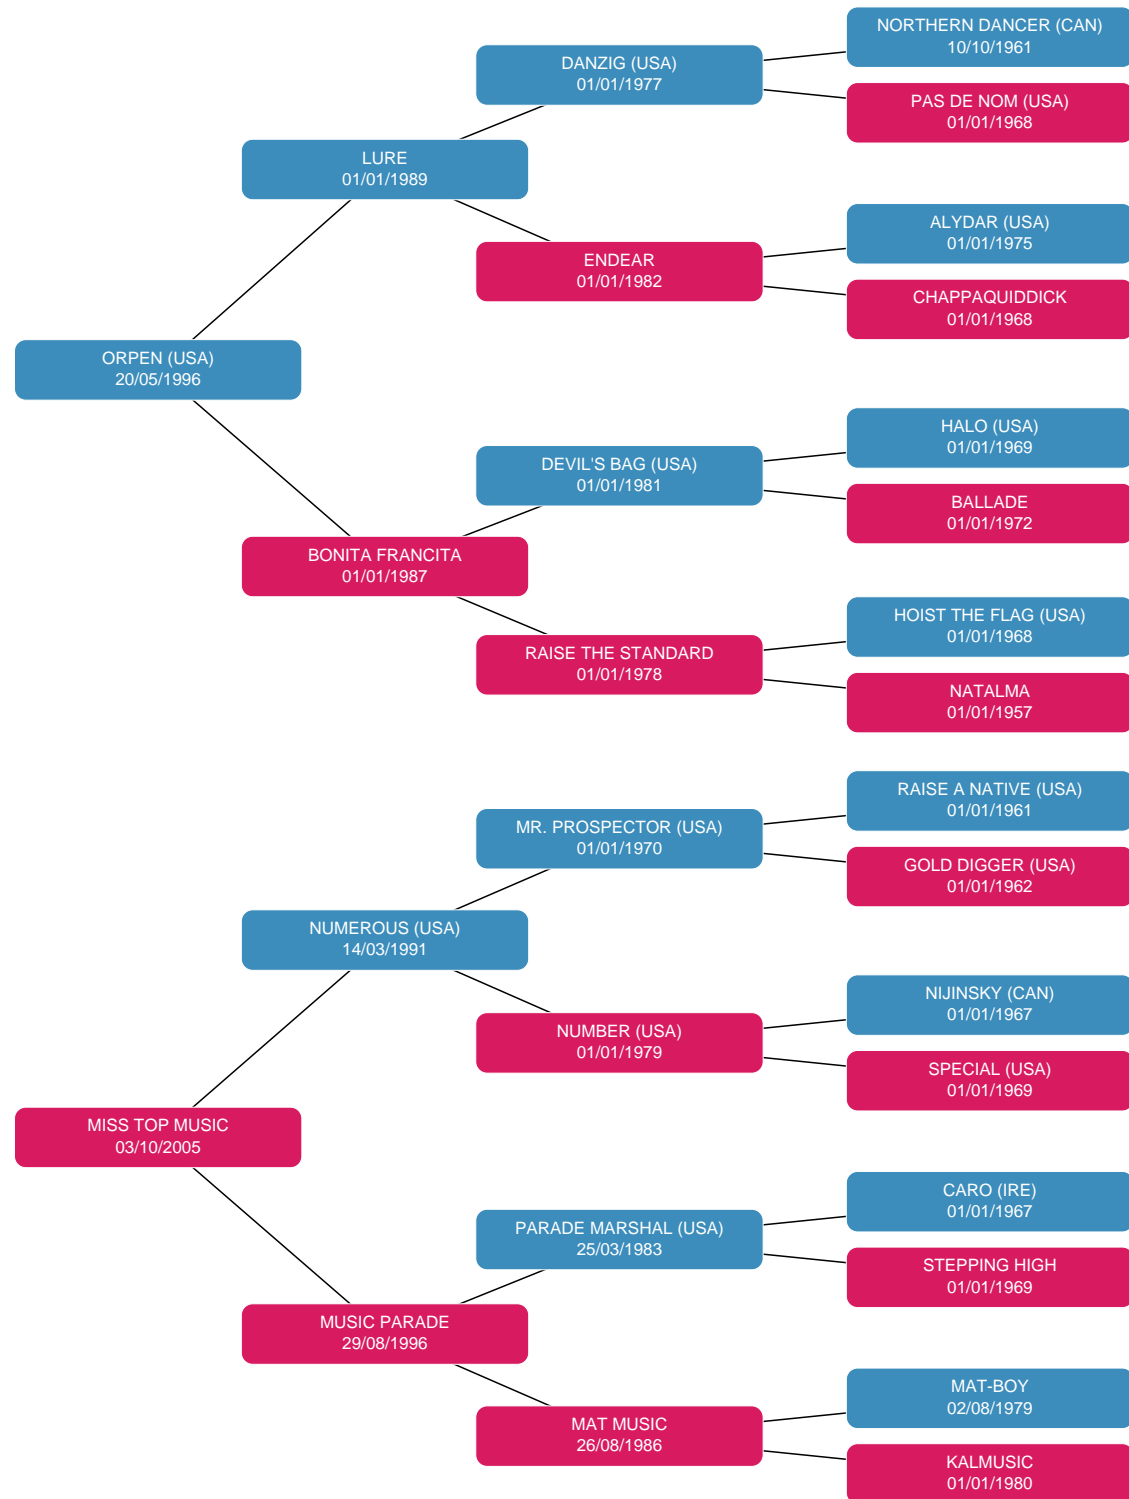 NORTHERN DANCER (CAN)
10/10/1961
DANZIG (USA)
01/01/1977
PAS DE NOM (USA)
01/01/1968
LURE
01/01/1989
ALYDAR (USA)
01/01/1975
ENDEAR
01/01/1982
CHAPPAQUIDDICK
01/01/1968
ORPEN (USA)
20/05/1996
HALO (USA)
01/01/1969
DEVIL'S BAG (USA)
01/01/1981
BALLADE
01/01/1972
BONITA FRANCITA
01/01/1987
HOIST THE FLAG (USA)
01/01/1968
RAISE THE STANDARD
01/01/1978
NATALMA
01/01/1957
RAISE A NATIVE (USA)
01/01/1961
MR. PROSPECTOR (USA)
01/01/1970
GOLD DIGGER (USA)
01/01/1962
NUMEROUS (USA)
14/03/1991
NIJINSKY (CAN)
01/01/1967
NUMBER (USA)
01/01/1979
SPECIAL (USA)
01/01/1969
MISS TOP MUSIC
03/10/2005
CARO (IRE)
01/01/1967
PARADE MARSHAL (USA)
25/03/1983
STEPPING HIGH
01/01/1969
MUSIC PARADE
29/08/1996
MAT-BOY
02/08/1979
MAT MUSIC
26/08/1986
KALMUSIC
01/01/1980